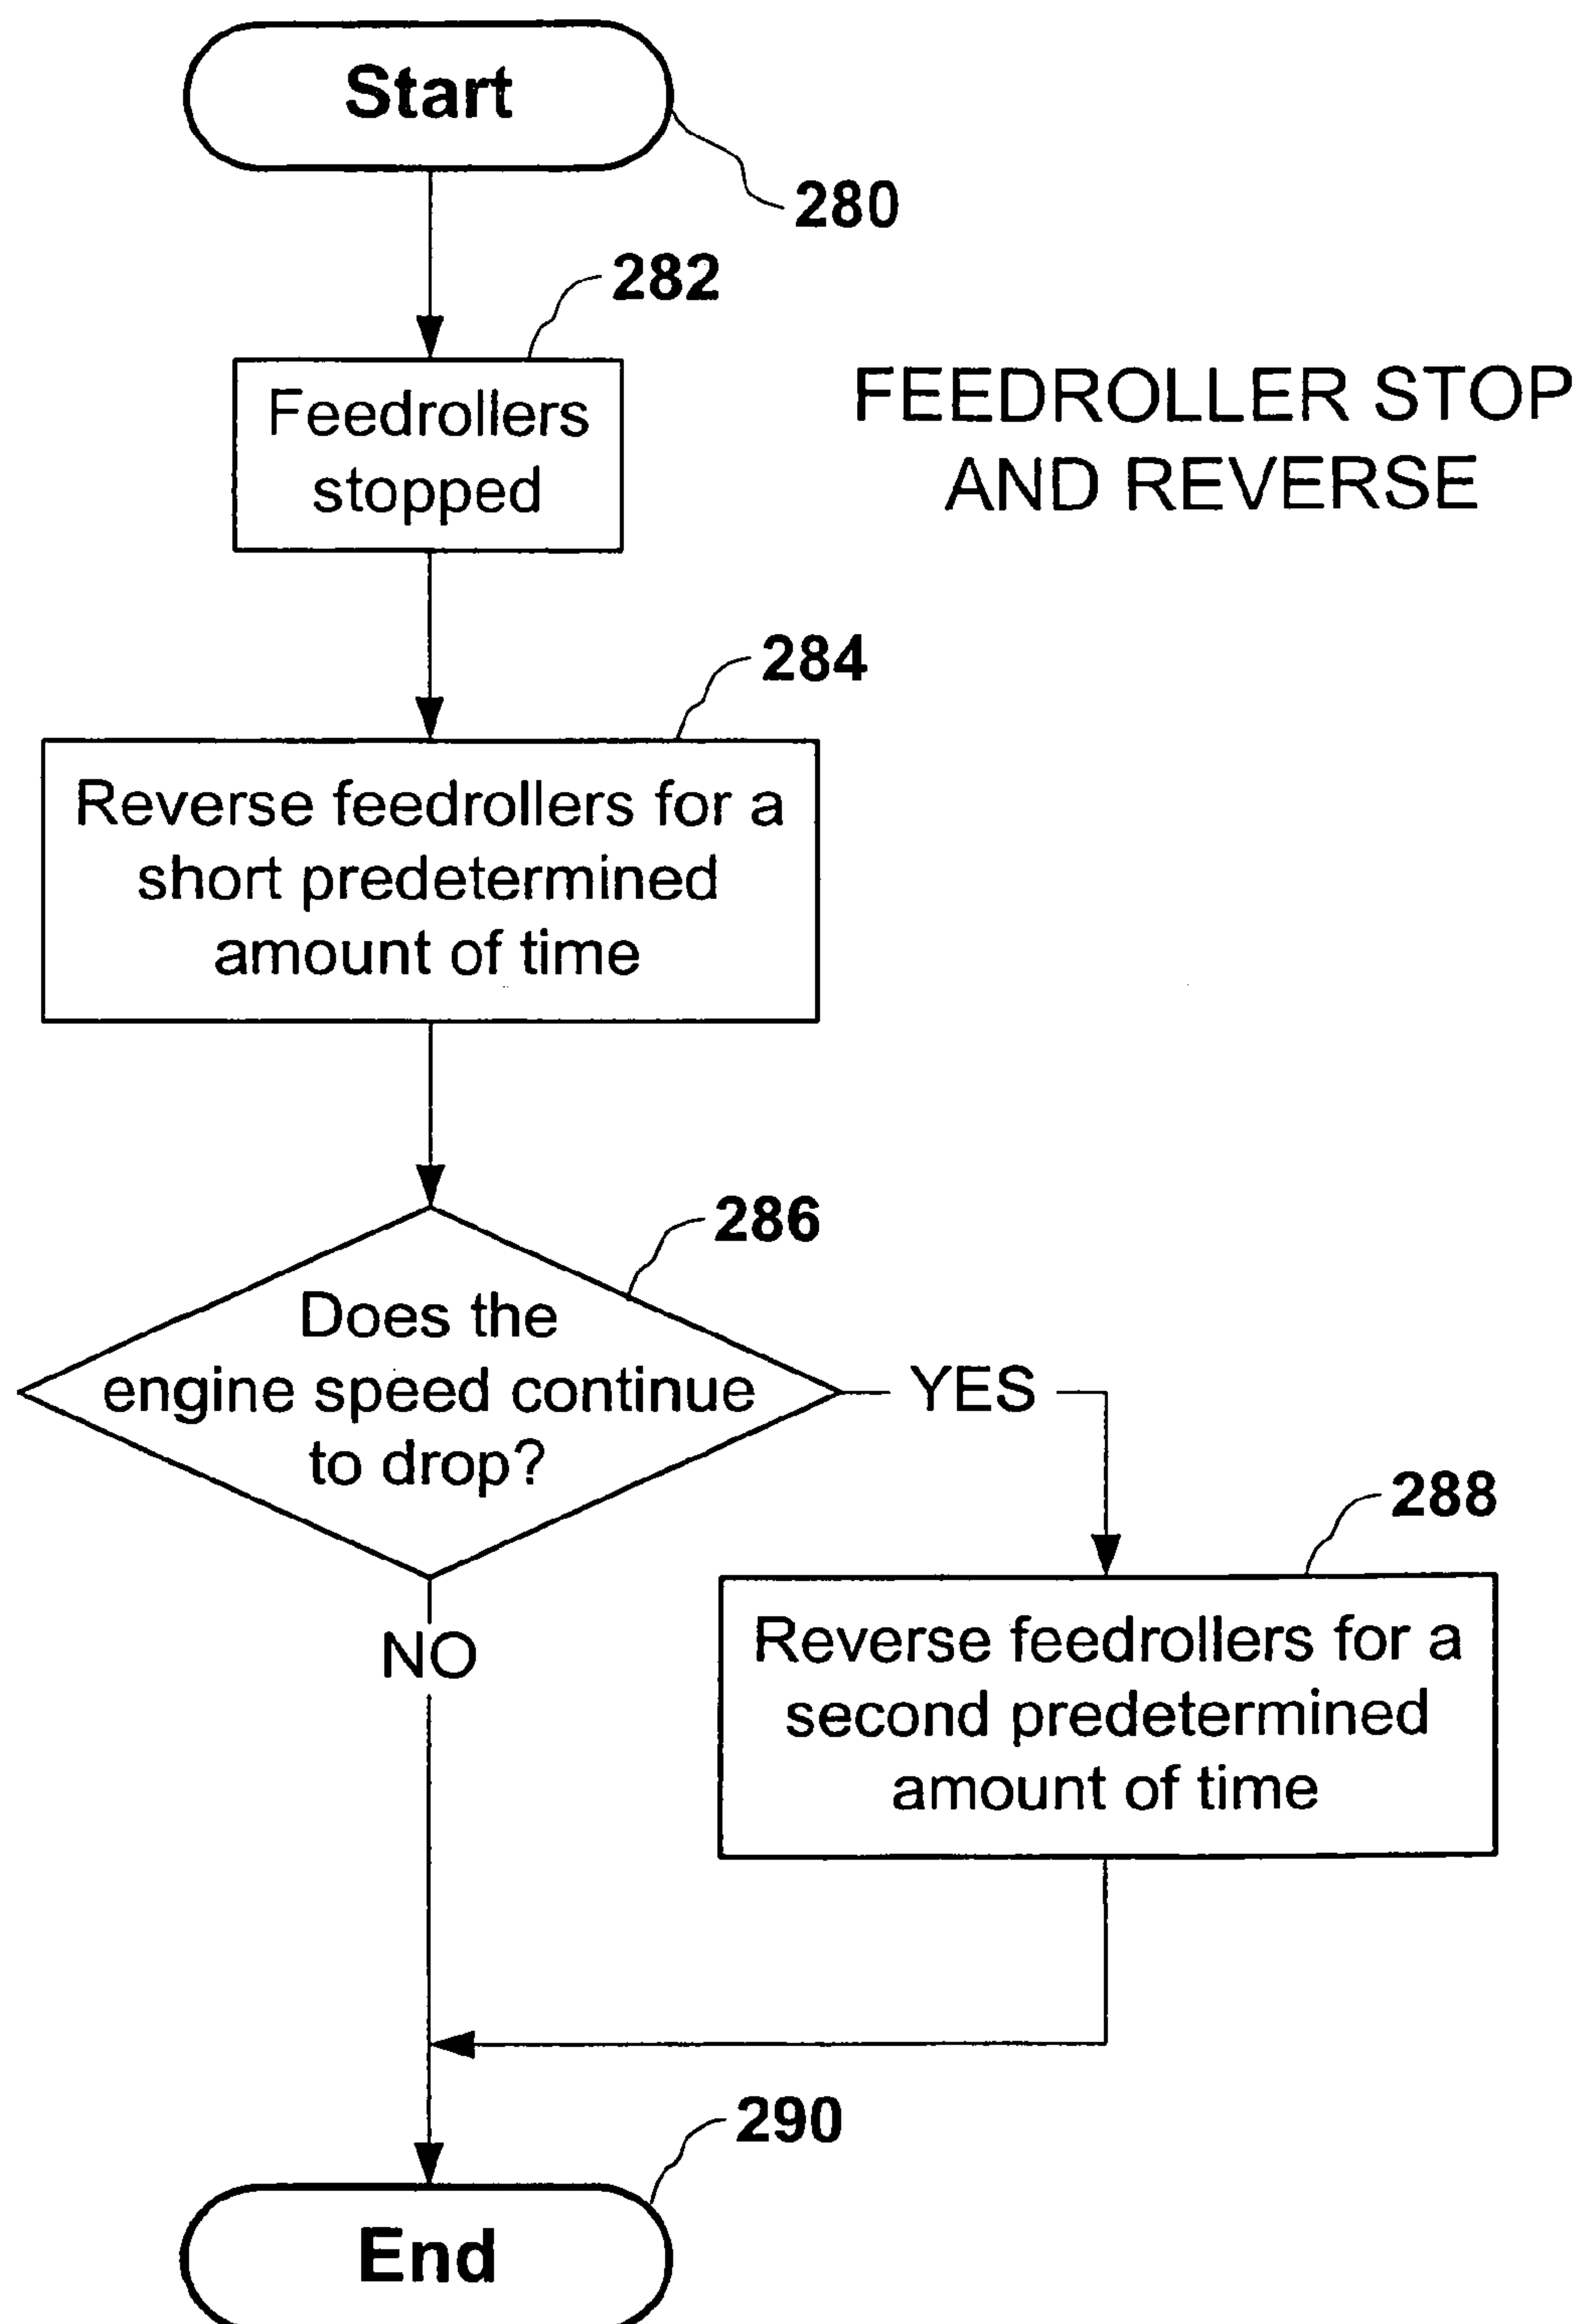 Start
280
282
Feedrollers
stopped
FEEDROLLER STOP
AND REVERSE
284
Reverse feedrollers for a
short predetermined
amount of time
286
Does the
engine speed continue
to drop?
YES
288
NO
Reverse feedrollers for a
second predetermined
amount of time
290
End